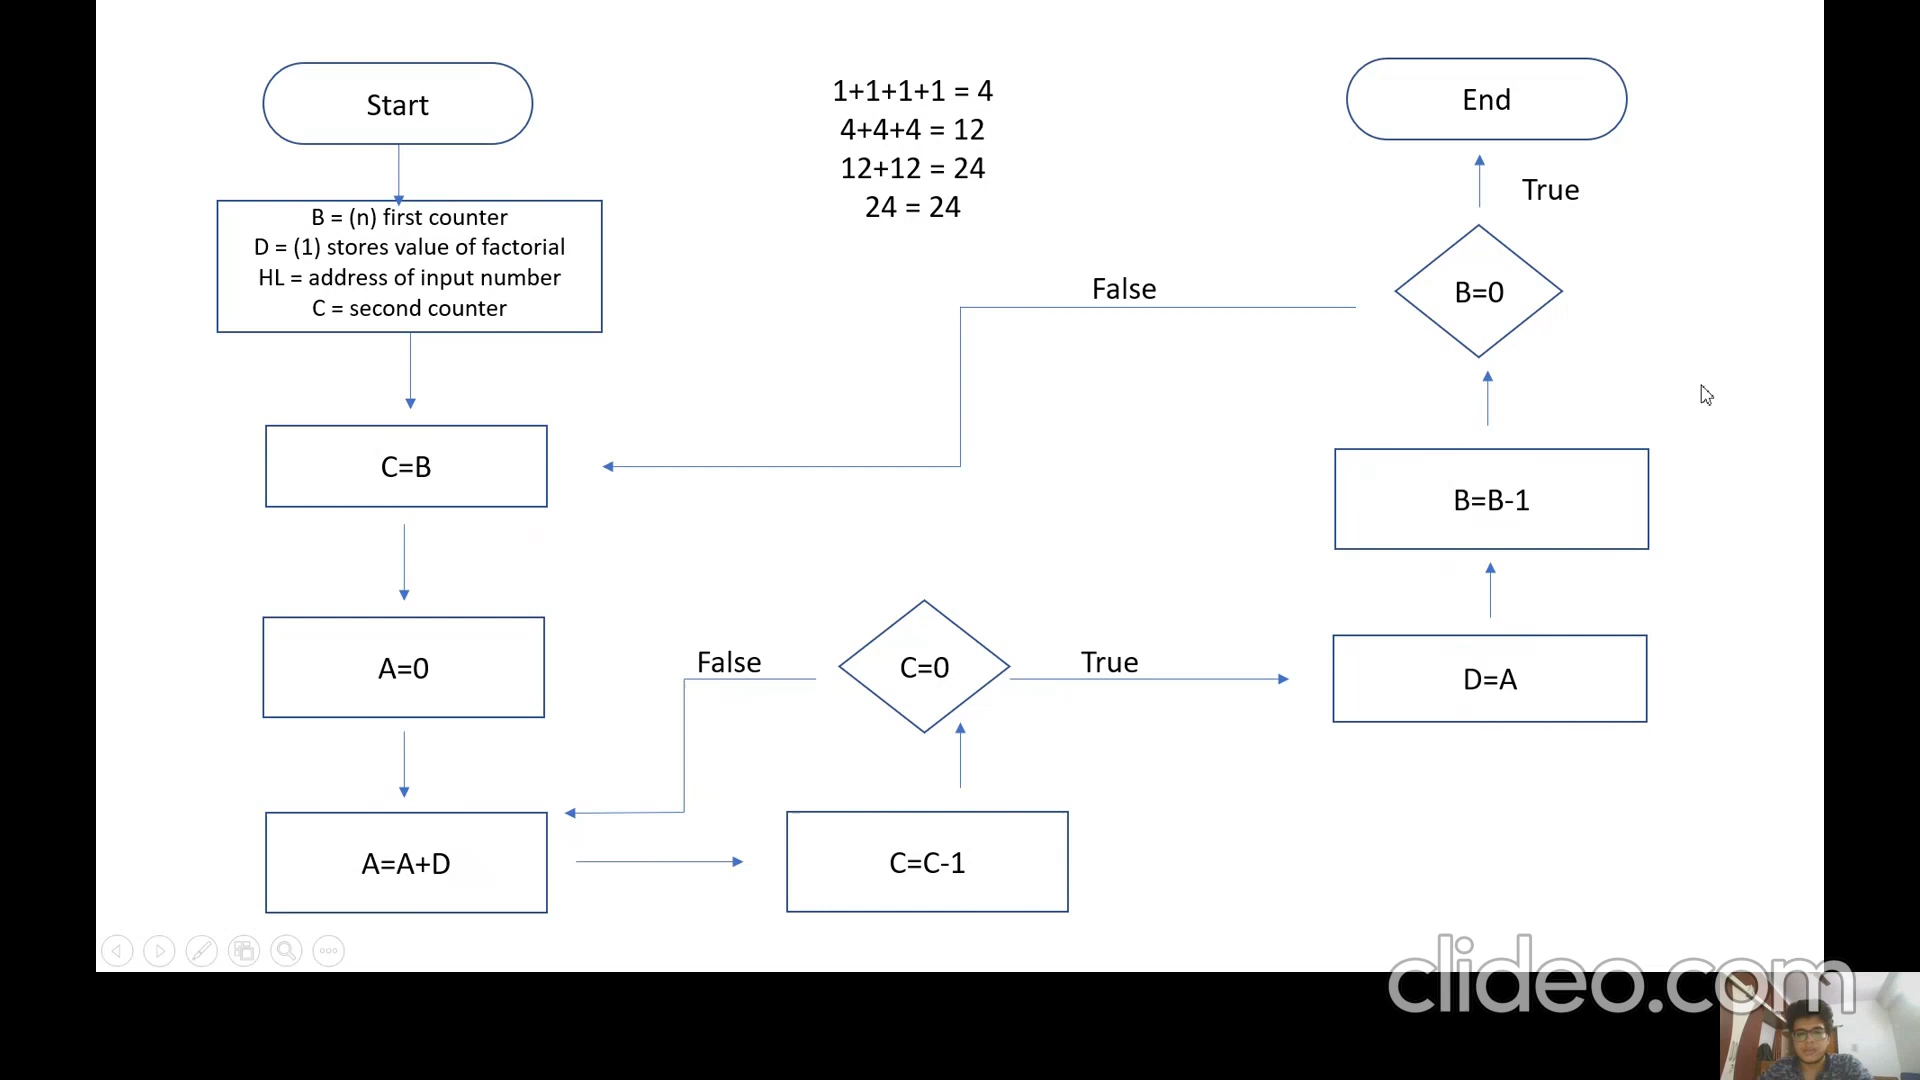 Start
1+1+1+1 = 4
4+4+4 = 12
12+12 = 24
24 = 24
End
True
B = (n) first counter
D = (1) stores value of factorial
HL = address of input number
C = second counter
False
B=0
C=B
B=B-1
A=0
False
C=0
True
D=A
A=A+D
C=C-1
clideo.com